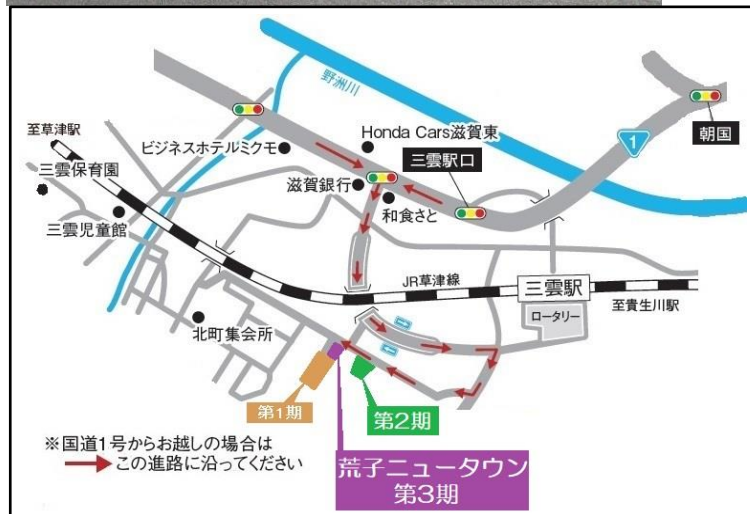 野洲川
1
朝国
至草津駅
ビジネスホテルミクモ
Honda Cars滋賀東
三雲駅口
三雲保育園
滋賀銀行
和食さと
三雲児童館
JR草津線
三雲駅
至貴生川駅
ロータリー
北町集会所
第1期
第2期
※国道1号からお越しの場合は
この進路に沿ってください
荒子ニュータウン
第3期